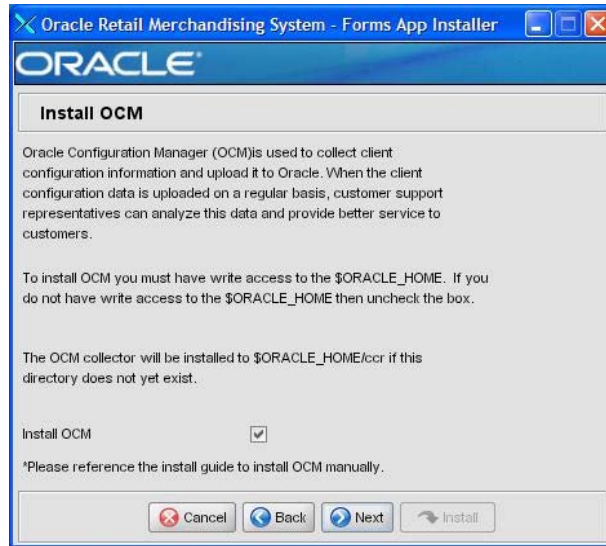 Oracle Retail Merchandising System - Forms App Installer
ORACLE®
Install OCM
Oracle Configuration Manager (OCM)is used to collect client
configuration information and upload it to Oracle. When the client
configuration data is uploaded on a regular basis, customer support
representatives can analyze this data and provide better service to
customers.
To install OCM you must have write access to the $ORACLE_HOME. If you
do not have write access to the $ORACLE_HOME then uncheck the box.
The OCM collector will be installed to $ORACLE_HOME/ccr if this
directory does not yet exist.
Install OCM
*Please reference the install guide to install OCM manually.
Cancel Back Next Install